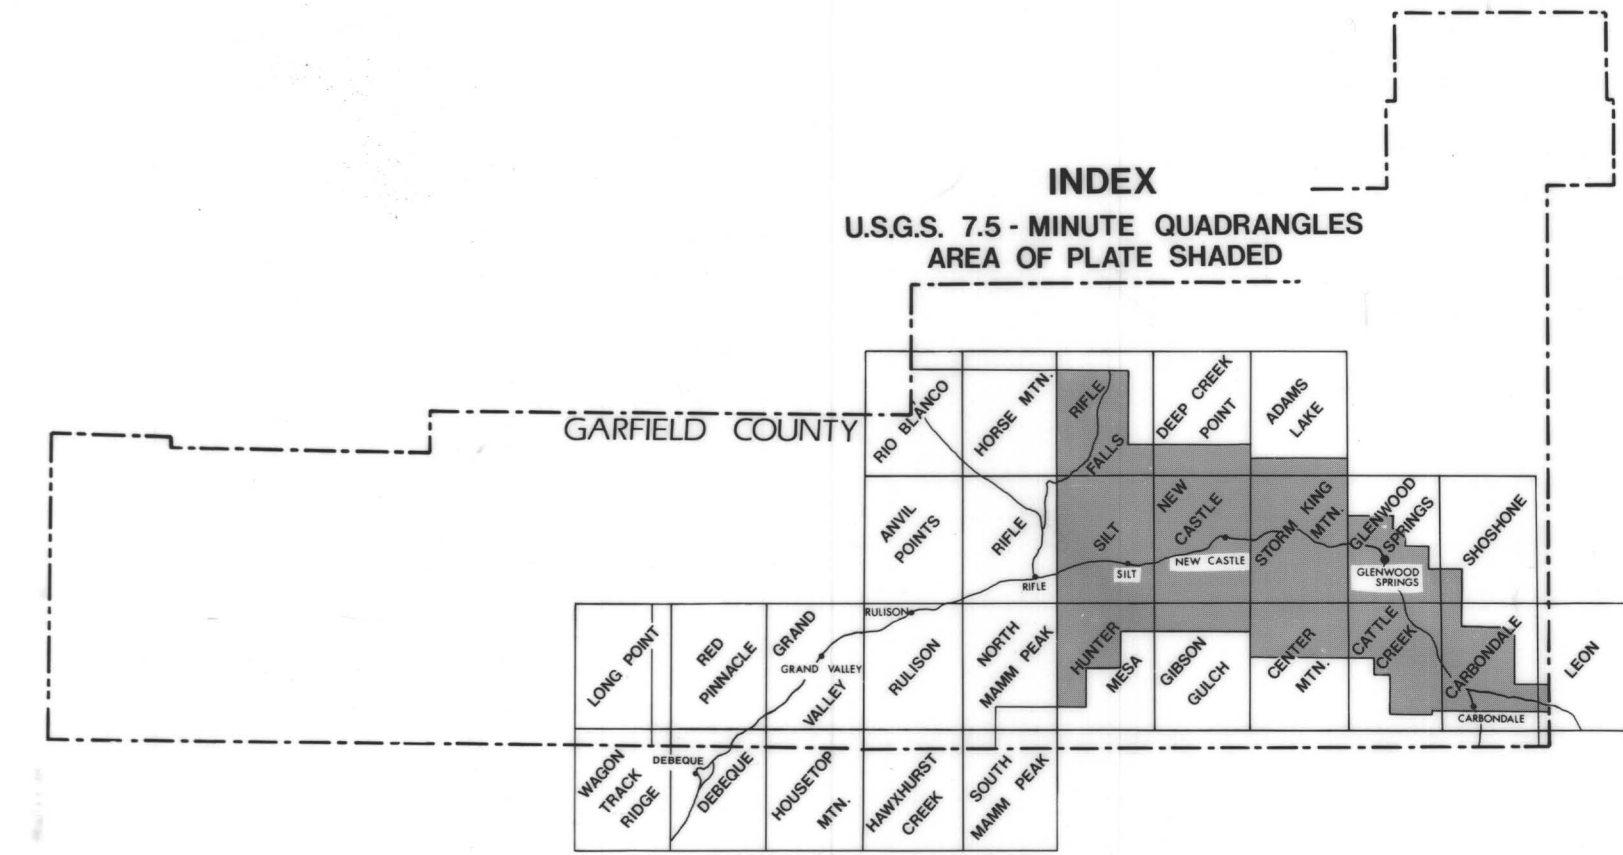 INDEX
U.S.G.S. 7.5 - MINUTE QUADRANGLES
AREA OF PLATE SHADED
GARFIELD COUNTY
RIO BLANCO
HORSE MTN.
RIFLE
FALLS
DEEP CREEK
POINT
ADAMS
LAKE
ANVIL
POINTS
RIFLE
SILT
NEW
CASTLE
STORM KING
MTN.
GLENWOOD
SPRINGS
SHOSHONE
RIFLE
SILT
NEW CASTLE
GLENWOOD
SPRINGS
LONG POINT
RED
PINNACLE
GRAND
VALLEY
GRAND VALLEY
RULISON
RULISON
NORTH
MAMM PEAK
HUNTER
MESA
GIBSON
GULCH
CENTER
MTN.
CATTLE
CREEK
CARBONDALE
CARBONDALE
LEON
WAGON
TRACK
RIDGE
DEBEQUE
DEBEQUE
HOUSETOP
MTN.
HAWXHURST
CREEK
SOUTH
MAMM PEAK